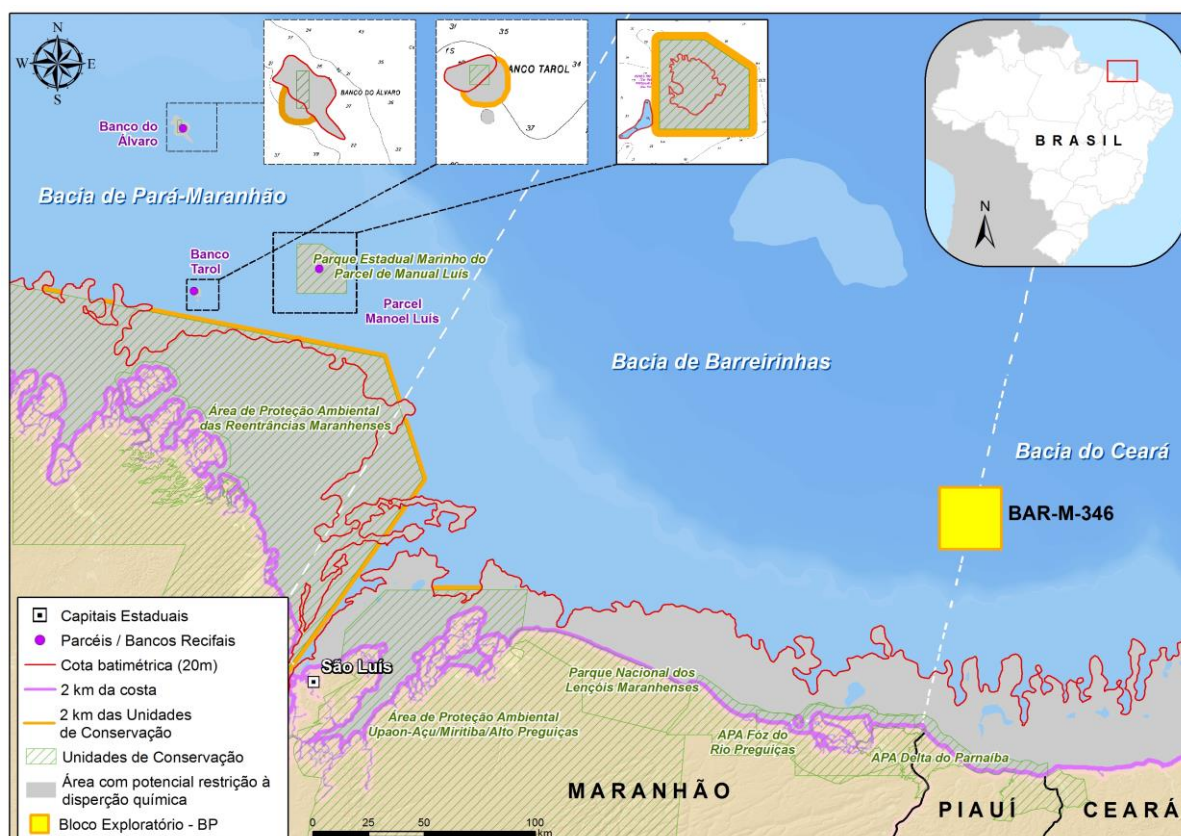 N
W
E
S
Banco do
Álvaro
BANCO DO ÁLVARO
BANCO TAROL
N
BRASIL
Bacia de Pará-Maranhão
Banco
Tarol
Parque Estadual Marinho do
Parcel de Manual Luís
Parcel
Manoel Luís
Bacia de Barreirinhas
Bacia do Ceará
Área de Proteção Ambiental
das Reentrâncias Maranhenses
BAR-M-346
São Luís
Parque Nacional dos
Lençóis Maranhenses
Área de Proteção Ambiental
Upaon-Açu/Miritiba/Alto Preguiças
APA Fóz do
Rio Preguiças
APA Delta do Parnaíba
MARANHÃO
PIAUÍ
CEARÁ
Capitais Estaduais
Parcéis / Bancos Recifais
Cota batimétrica (20m)
2 km da costa
2 km das Unidades
de Conservação
Unidades de Conservação
Área com potencial restrição à
disperção química
Bloco Exploratório - BP
0 25 50 100
km